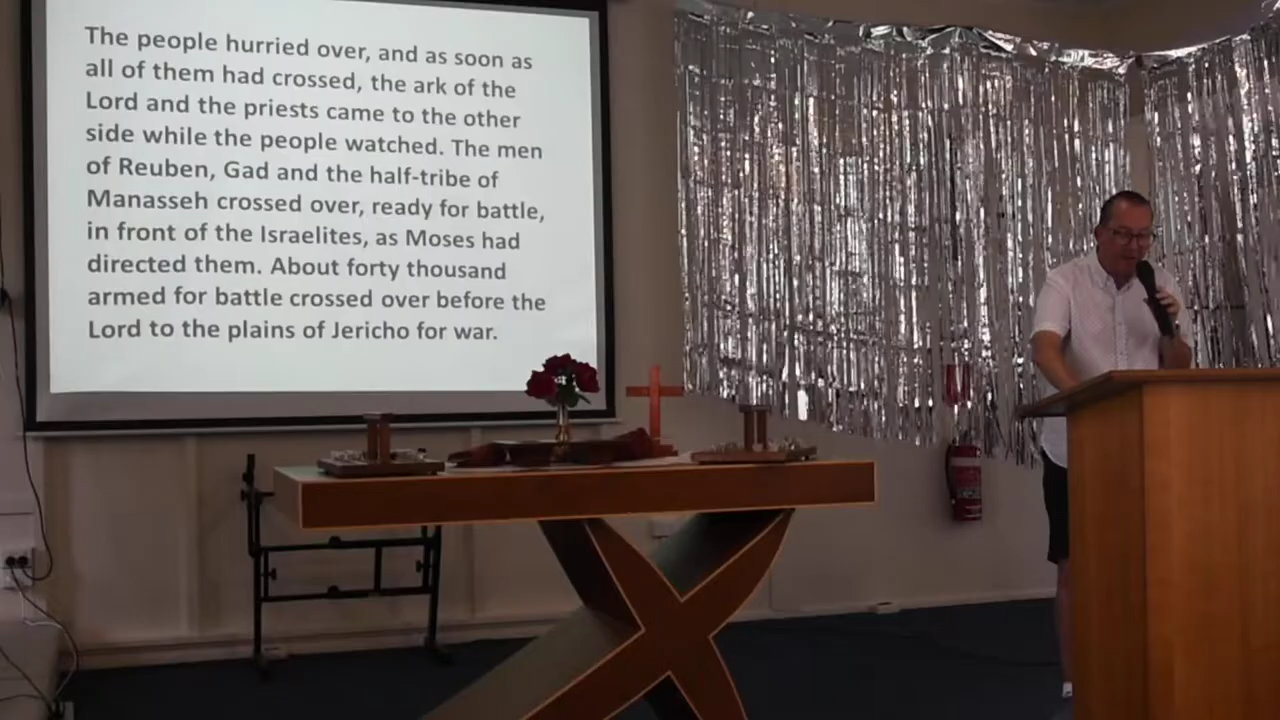 The people hurried over, and as soon as
all of them had crossed, the ark of the
Lord and the priests came to the other
side while the people watched. The men
of Reuben, Gad and the half-tribe of
Manasseh crossed over, ready for battle,
in front of the Israelites, as Moses had
directed them. About forty thousand
armed for battle crossed over before the
Lord to the plains of Jericho for war.